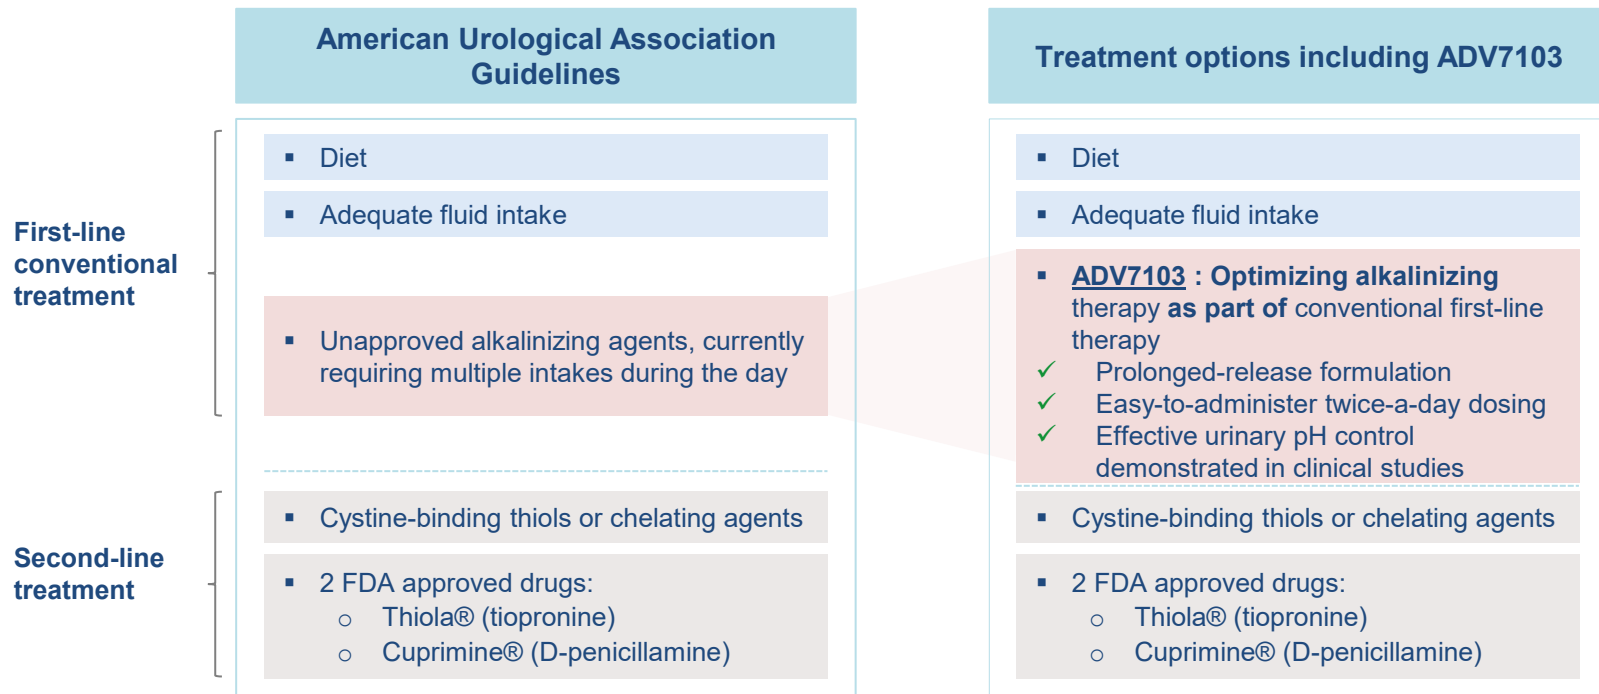 American Urological Association
Guidelines
Treatment options including ADV7103
First-line
conventional
treatment
▪ Diet
▪ Adequate fluid intake
▪ Unapproved alkalinizing agents, currently
requiring multiple intakes during the day
▪ Diet
▪ Adequate fluid intake
▪ ADV7103 : Optimizing alkalinizing
therapy as part of conventional first-line
therapy
✓ Prolonged-release formulation
✓ Easy-to-administer twice-a-day dosing
✓ Effective urinary pH control
demonstrated in clinical studies
Second-line
treatment
▪ Cystine-binding thiols or chelating agents
▪ 2 FDA approved drugs:
o Thiola® (tiopronine)
o Cuprimine® (D-penicillamine)
▪ Cystine-binding thiols or chelating agents
▪ 2 FDA approved drugs:
o Thiola® (tiopronine)
o Cuprimine® (D-penicillamine)